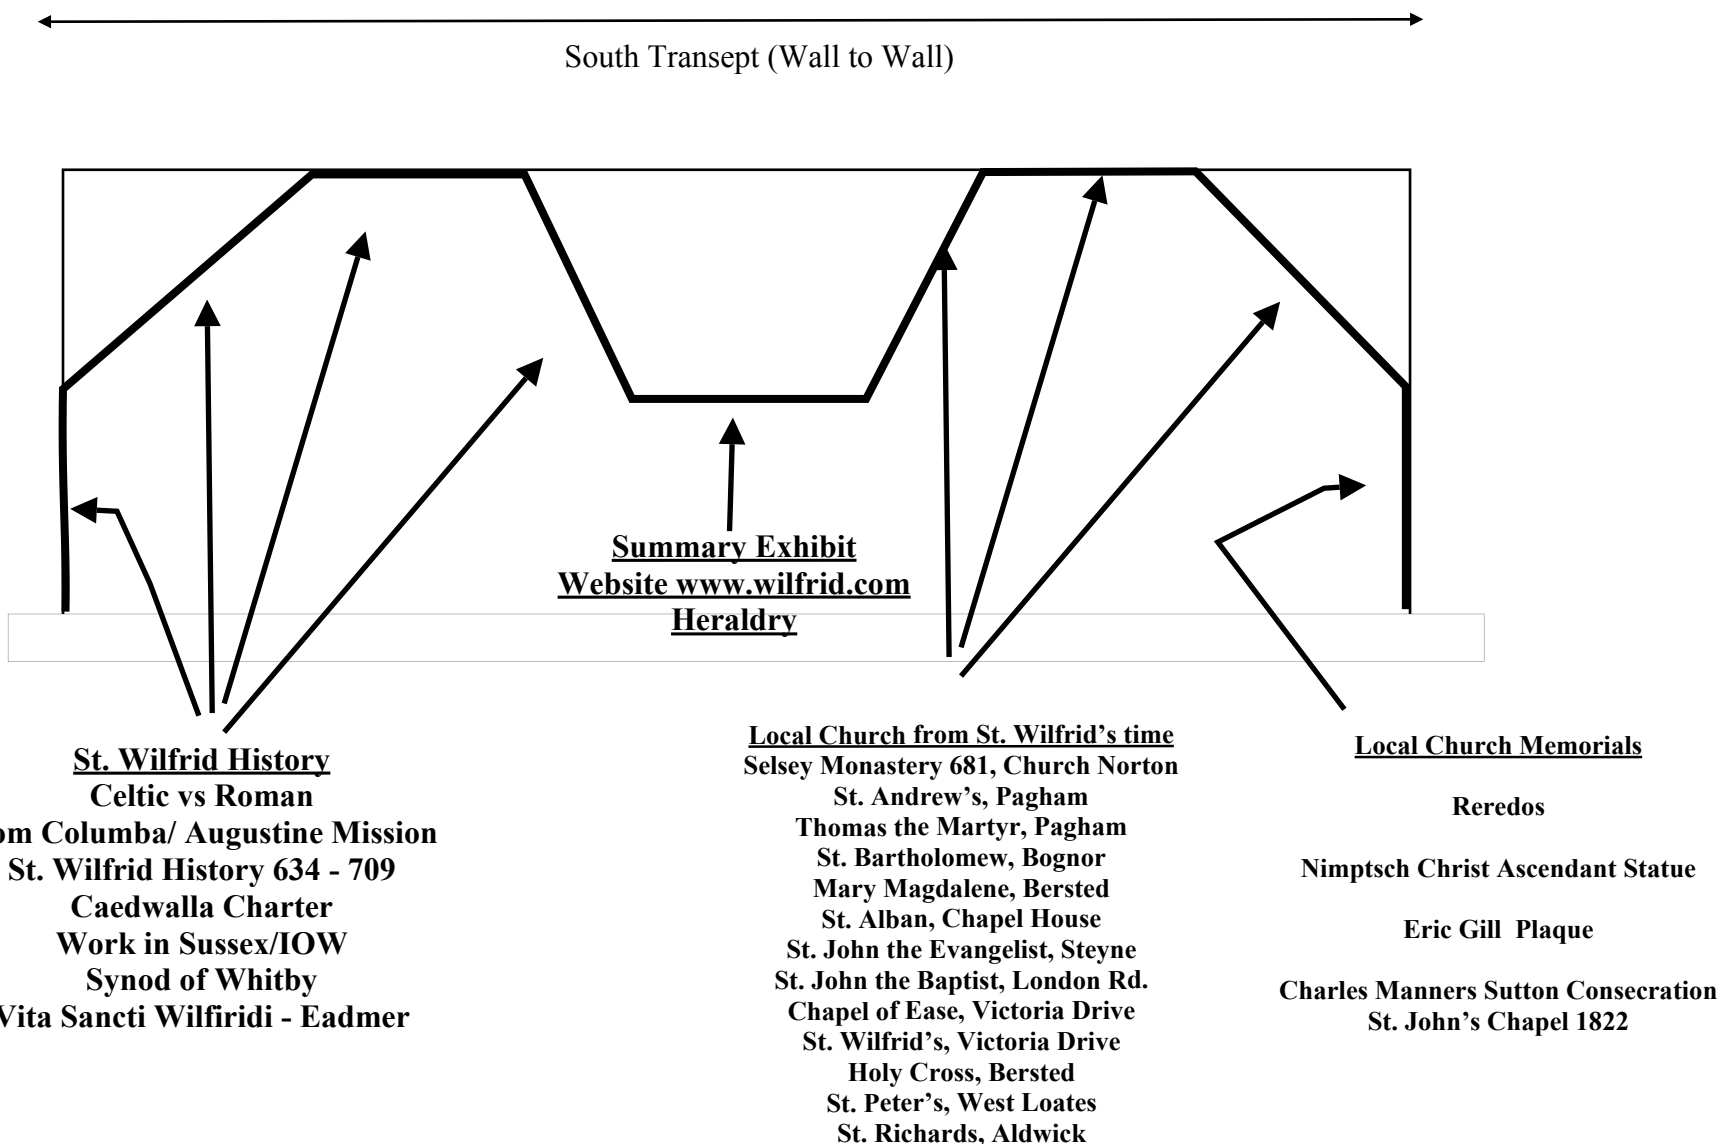 South Transept (Wall to Wall)
Summary Exhibit
Website www.wilfrid.com
Heraldry
St. Wilfrid History
Celtic vs Roman
om Columba/ Augustine Mission
St. Wilfrid History 634 - 709
Caedwalla Charter
Work in Sussex/IOW
Synod of Whitby
Vita Sancti Wilfiridi - Eadmer
Local Church from St. Wilfrid’s time
Selsey Monastery 681, Church Norton
St. Andrew’s, Pagham
Thomas the Martyr, Pagham
St. Bartholomew, Bognor
Mary Magdalene, Bersted
St. Alban, Chapel House
St. John the Evangelist, Steyne
St. John the Baptist, London Rd.
Chapel of Ease, Victoria Drive
St. Wilfrid’s, Victoria Drive
Holy Cross, Bersted
St. Peter’s, West Loates
St. Richards, Aldwick
Local Church Memorials
Reredos
Nimptsch Christ Ascendant Statue
Eric Gill Plaque
Charles Manners Sutton Consecration
St. John’s Chapel 1822